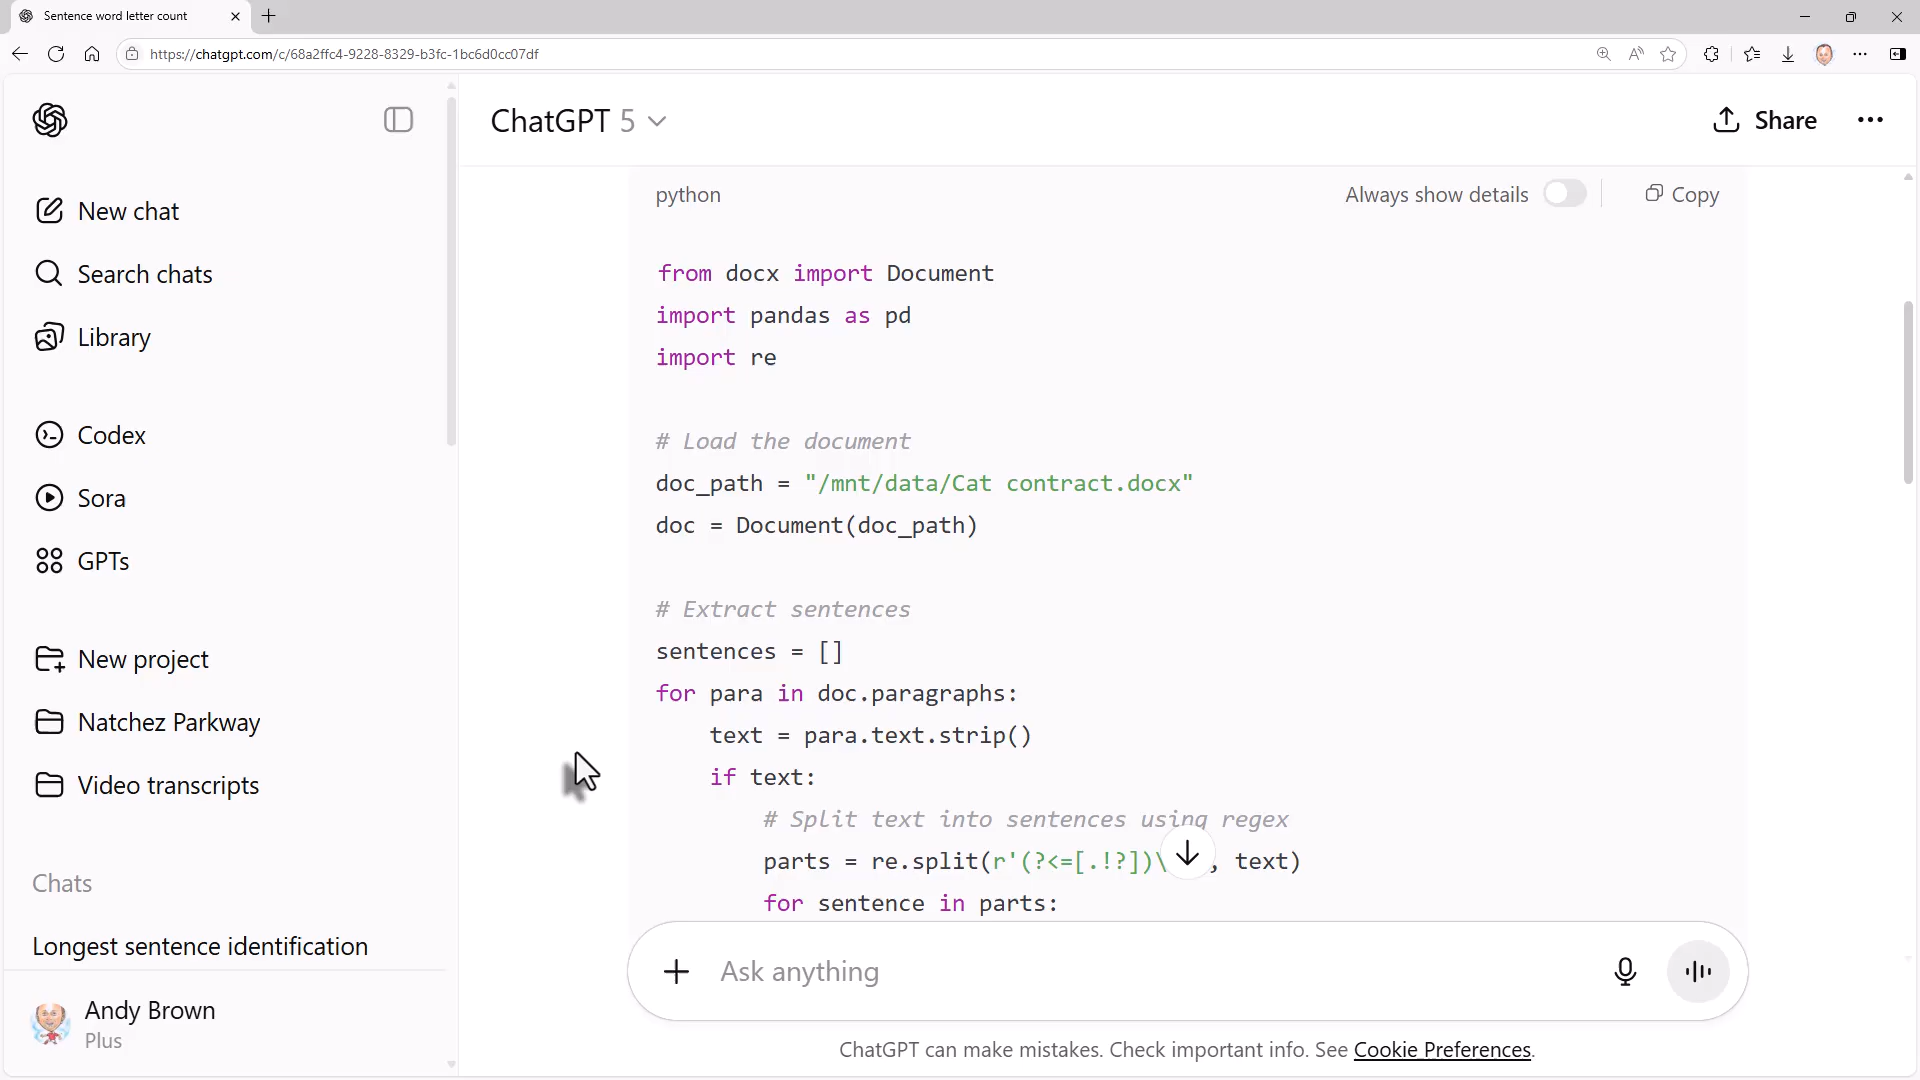 Sentence word letter count
https://chatgpt.com/c/68a2ffc4-9228-8329-b3fc-1bc6d0cc07df
ChatGPT 5
Share
New chat
Search chats
Library
Codex
Sora
GPTs
New project
Natchez Parkway
Video transcripts
Chats
Longest sentence identification
Andy Brown
Plus
python
Always show details
Copy
from docx import Document
import pandas as pd
import re
# Load the document
doc_path = "/mnt/data/Cat contract.docx"
doc = Document(doc_path)
# Extract sentences
sentences = []
for para in doc.paragraphs:
    text = para.text.strip()
    if text:
        # Split text into sentences using regex
        parts = re.split(r'(?<=[.!?])\ , text)
        for sentence in parts:
Ask anything
ChatGPT can make mistakes. Check important info. See Cookie Preferences.